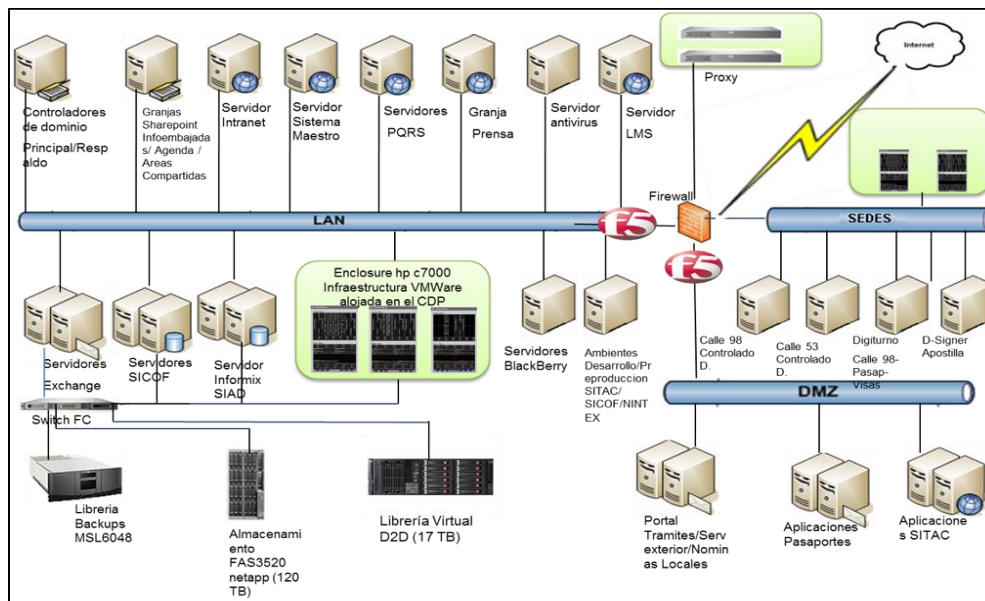 Internet
Proxy
Controladores
de dominio
Principal/Resp
aldo
Granjas
Sharepoint
Infoembajada
s/ Agenda /
Areas
Compartidas
Servidor
Intranet
Servidor
Sistema
Maestro
Servidores
PQRS
Granja
Prensa
Servidor
antivirus
Servidor
LMS
Firewall
LAN
f5
SEDES
f5
Enclosure hp c7000
Infraestructura VMWare
alojada en el CDP
Servidores
Exchange
Servidores
SICOF
Servidor
Informix
SIAD
Servidores
BlackBerry
Ambientes
Desarrollo/Pr
eproduccion
SITAC/
SICOF/NINT
EX
Calle 98
Controlado
D.
Calle 53
Controlado
D.
Digiturno
Calle 98-
Pasap-
Visas
D-Signer
Apostilla
DMZ
Switch FC
Libreria
Backups
MSL6048
Almacenami
ento
FAS3520
netapp (120
TB)
Librería Virtual
D2D (17 TB)
Portal
Tramites/Serv
exterior/Nomin
as Locales
Aplicaciones
Pasaportes
Aplicacione
s SITAC